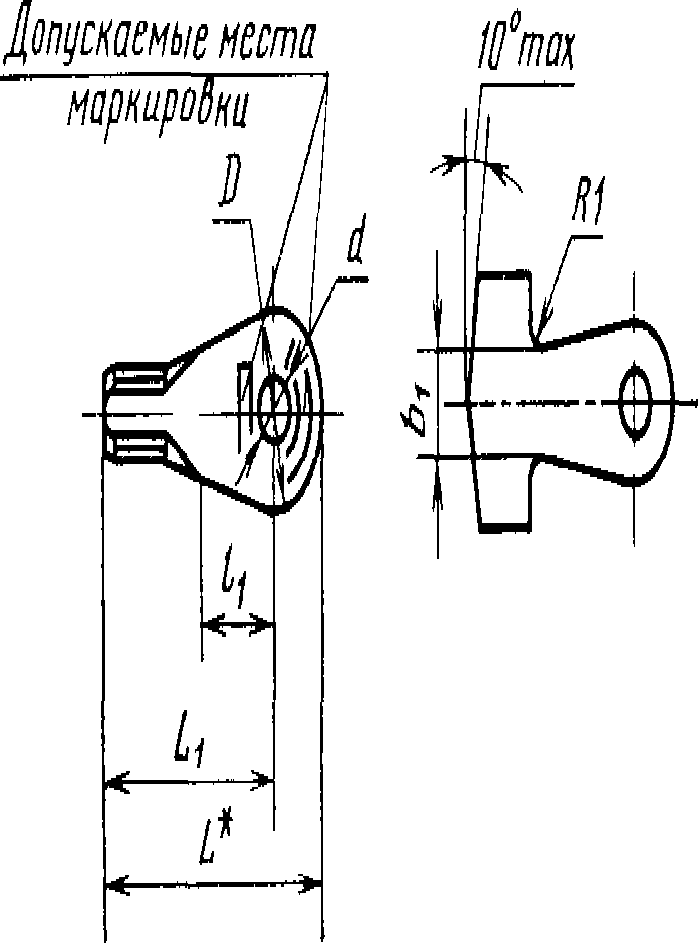 Допускаемые места
маркировки
10°max
D
d
R1
b₁
l₁
L₁
L*